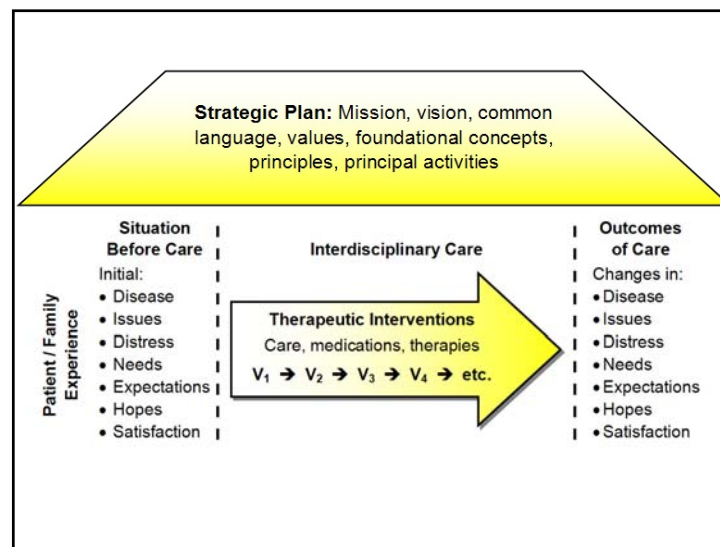 Strategic Plan: Mission, vision, common
language, values, foundational concepts,
principles, principal activities
Patient / Family
Experience
Situation
Before Care
Initial:
• Disease
• Issues
• Distress
• Needs
• Expectations
• Hopes
• Satisfaction
Interdisciplinary Care
Therapeutic Interventions
Care, medications, therapies
V₁ ➔ V₂ ➔ V₃ ➔ V₄ ➔ etc.
Outcomes
of Care
Changes in:
• Disease
• Issues
• Distress
• Needs
• Expectations
• Hopes
• Satisfaction